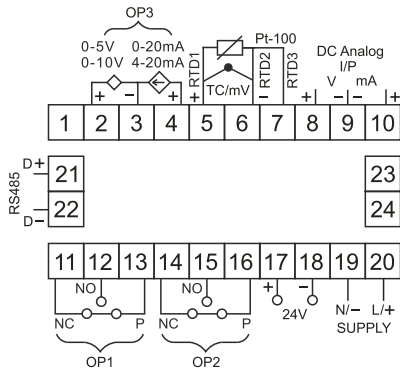 OP3
0-5V 0-20mA
0-10V 4-20mA
+ − +
RTD1
Pt-100
TC/mV
RTD2
RTD3
+ −
DC Analog
I/P
V mA
+ − − +
1 2 3 4 5 6 7 8 9 10
RS485
D+
D−
21
22
23
24
11 12 13 14 15 16 17 18 19 20
NO NO + −
NC P NC P 24V N/− L/+
SUPPLY
OP1 OP2